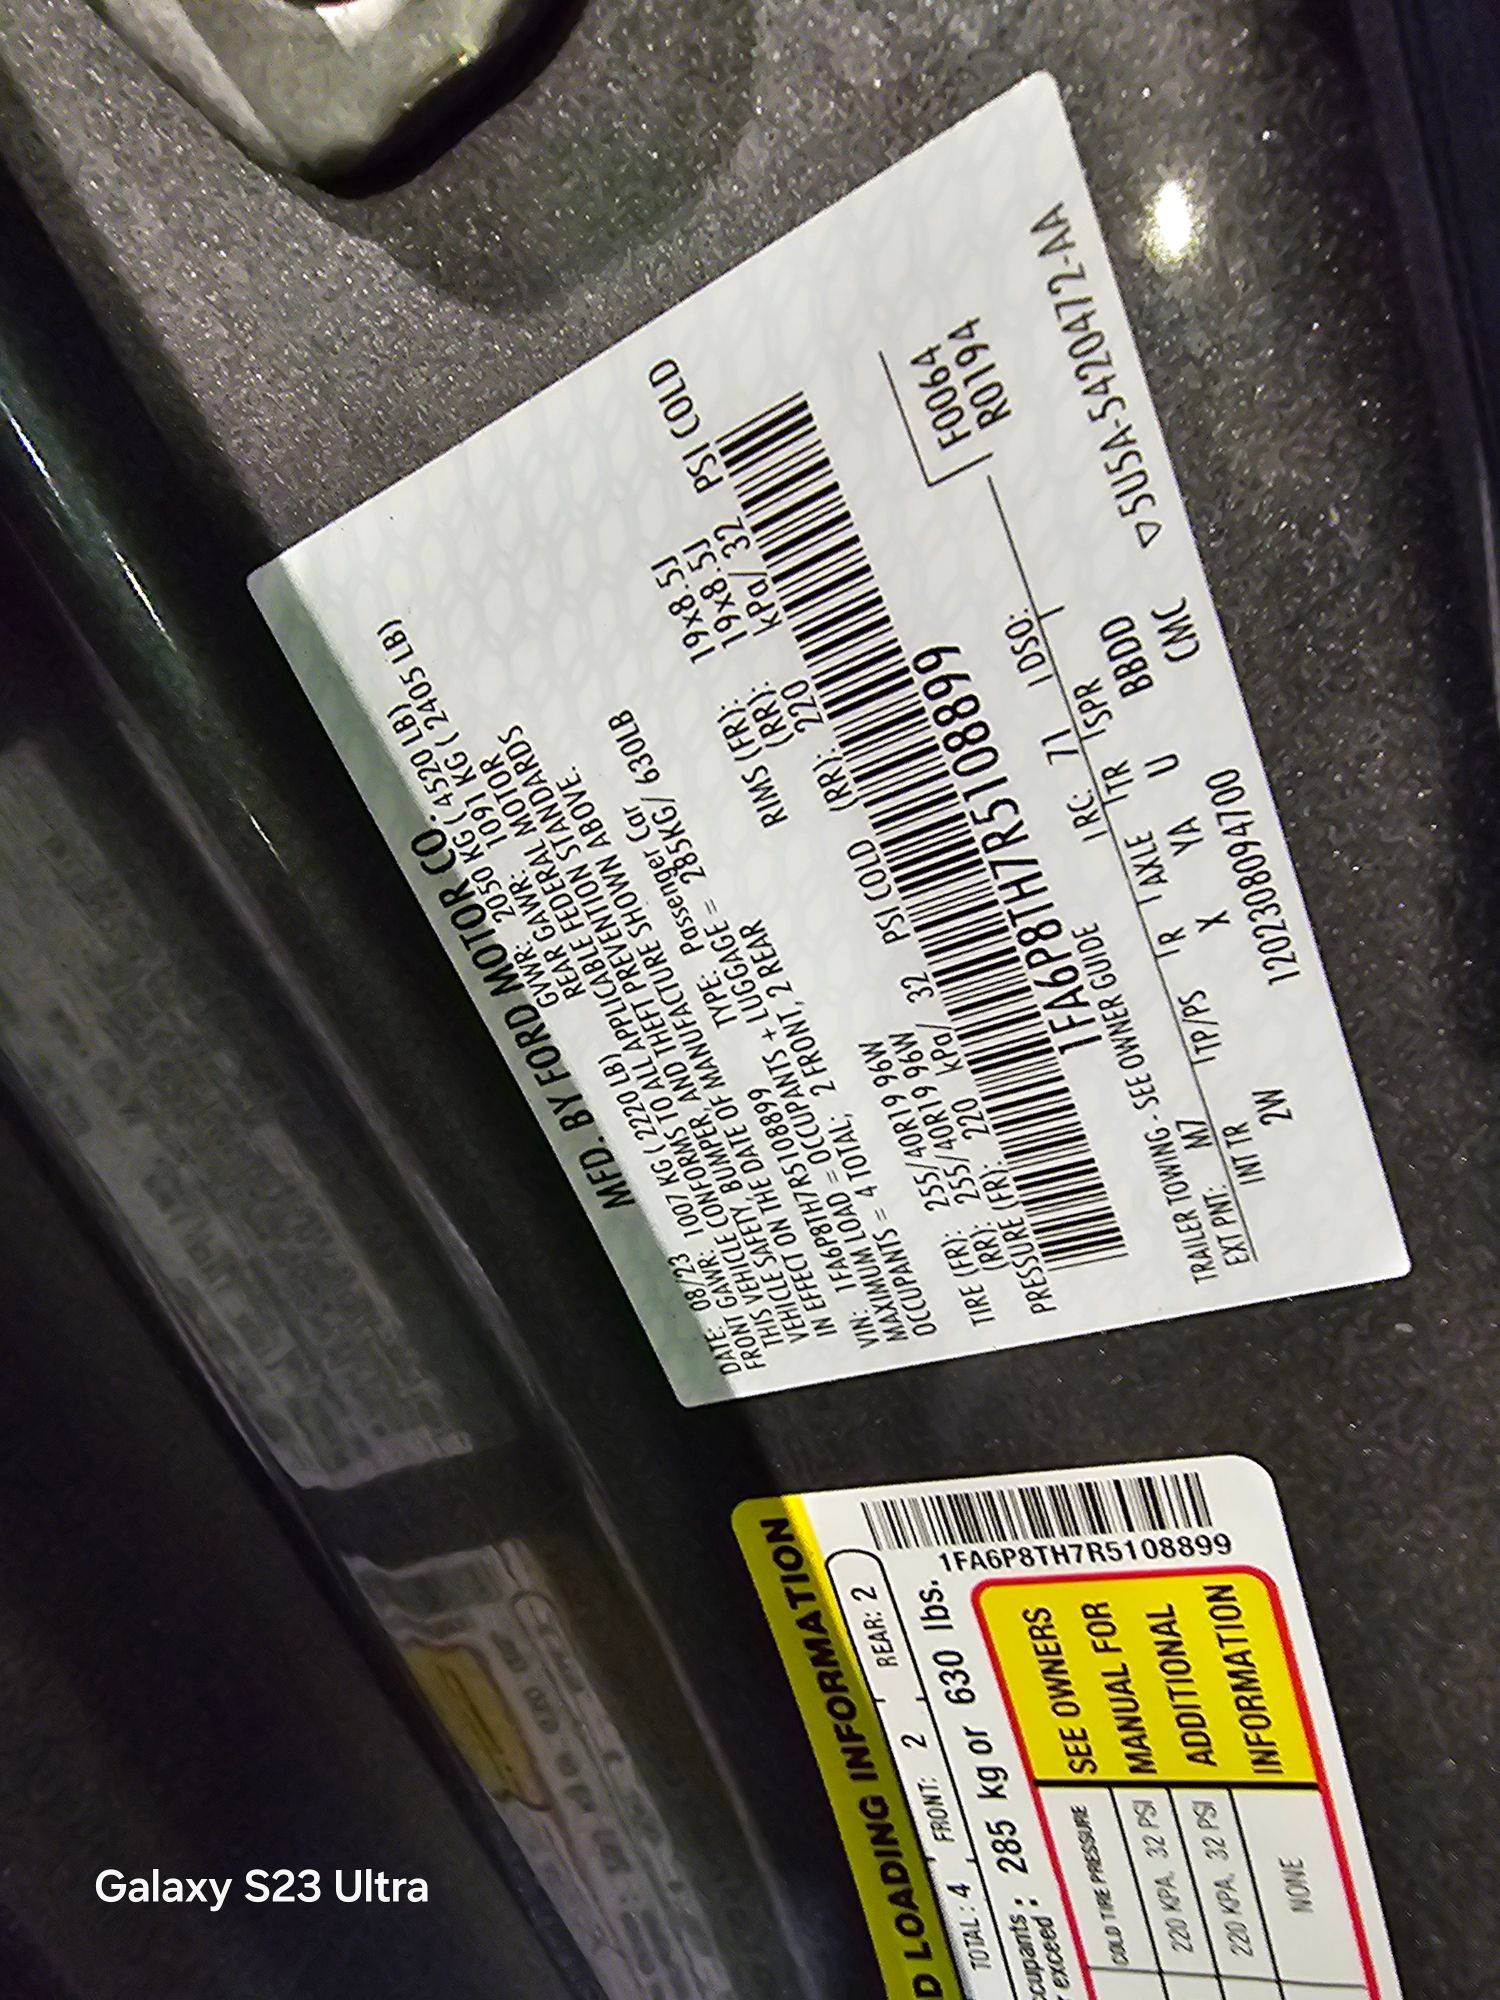 MFD. BY FORD MOTOR CO.
DATE: 08/23 GVWR: 2050 KG ( 4520 LB)
FRONT GAWR: 1007 KG ( 2220 LB) REAR GAWR: 1091 KG ( 2405 LB)
THIS VEHICLE CONFORMS TO ALL APPLICABLE FEDERAL MOTOR
VEHICLE SAFETY BUMPER, AND THEFT PREVENTION STANDARDS
IN EFFECT ON THE DATE OF MANUFACTURE SHOWN ABOVE.
VIN: 1FA6P8TH7R5108899 TYPE: Passenger Car
MAXIMUM LOAD = OCCUPANTS + LUGGAGE = 285KG/ 630LB
OCCUPANTS = 4 TOTAL: 2 FRONT, 2 REAR
TIRE (FR): 255/40R19 96W RIMS (FR): 19x8.5J
(RR): 255/40R19 96W (RR): 19x8.5J
PRESSURE (FR): 220 kPa/ 32 PSI COLD (RR): 220 kPa/ 32 PSI COLD
1FA6P8TH7R5108899
F0064
R0194
TRAILER TOWING - SEE OWNER GUIDE
EXT PNT: M7 RC: 71 DSO:
INT TR TP/PS R AXLE TR SPR
2W X YA U BBDD
1202308094700 CMC
▽5U5A-5420472-AA
D LOADING INFORMATION
TOTAL: 4 FRONT: 2 REAR: 2
ccupants : 285 kg or 630 lbs.
exceed
1FA6P8TH7R5108899
COLD TIRE PRESSURE
220 KPA, 32 PSI
220 KPA, 32 PSI
NONE
SEE OWNERS
MANUAL FOR
ADDITIONAL
INFORMATION
Galaxy S23 Ultra